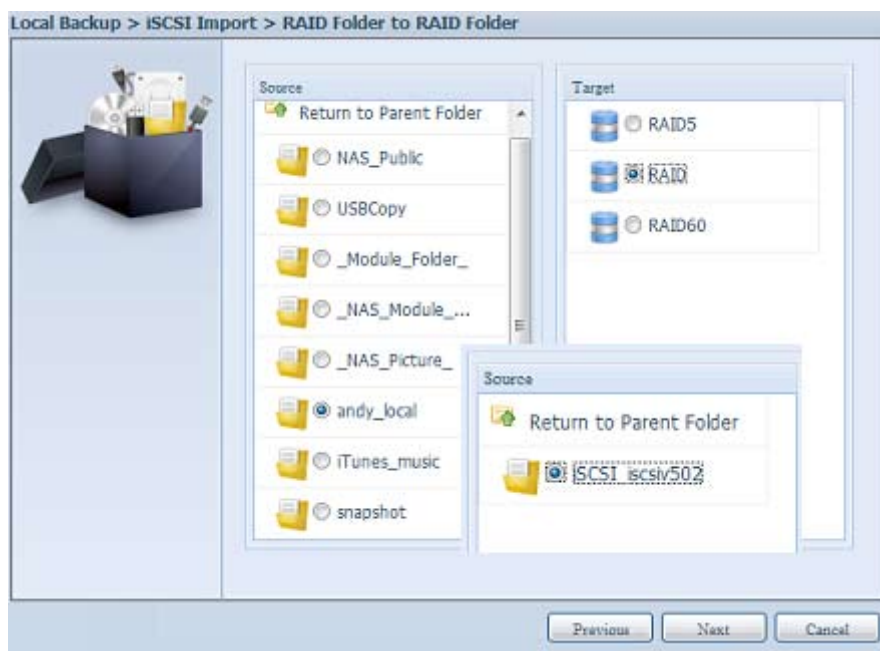 Local Backup > iSCSI Import > RAID Folder to RAID Folder
Source
Return to Parent Folder
NAS_Public
USBCopy
_Module_Folder_
_NAS_Module_...
_NAS_Picture_
andy_local
iTunes_music
snapshot
Target
RAID5
RAID
RAID60
Source
Return to Parent Folder
iSCSI_iscsiv502
Previous
Next
Cancel